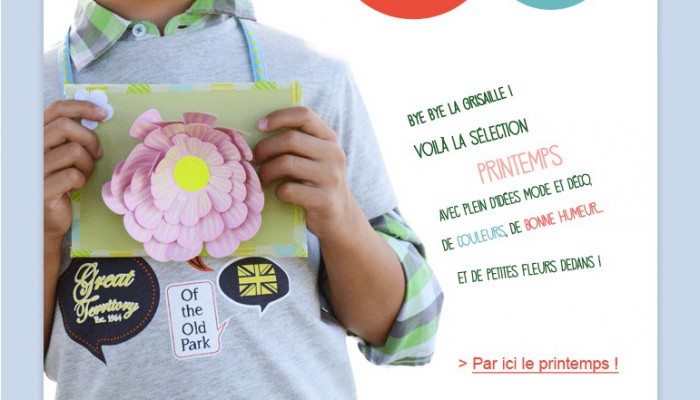 BYE BYE LA GRISAILLE !
VOILÀ LA SÉLECTION
PRINTEMPS
AVEC PLEIN D'IDÉES MODE ET DÉCO,
DE COULEURS, DE BONNE HUMEUR...
ET DE PETITES FLEURS DEDANS !
> Par ici le printemps !
Great
Territory
Est. 1964
Of
the
Old
Park